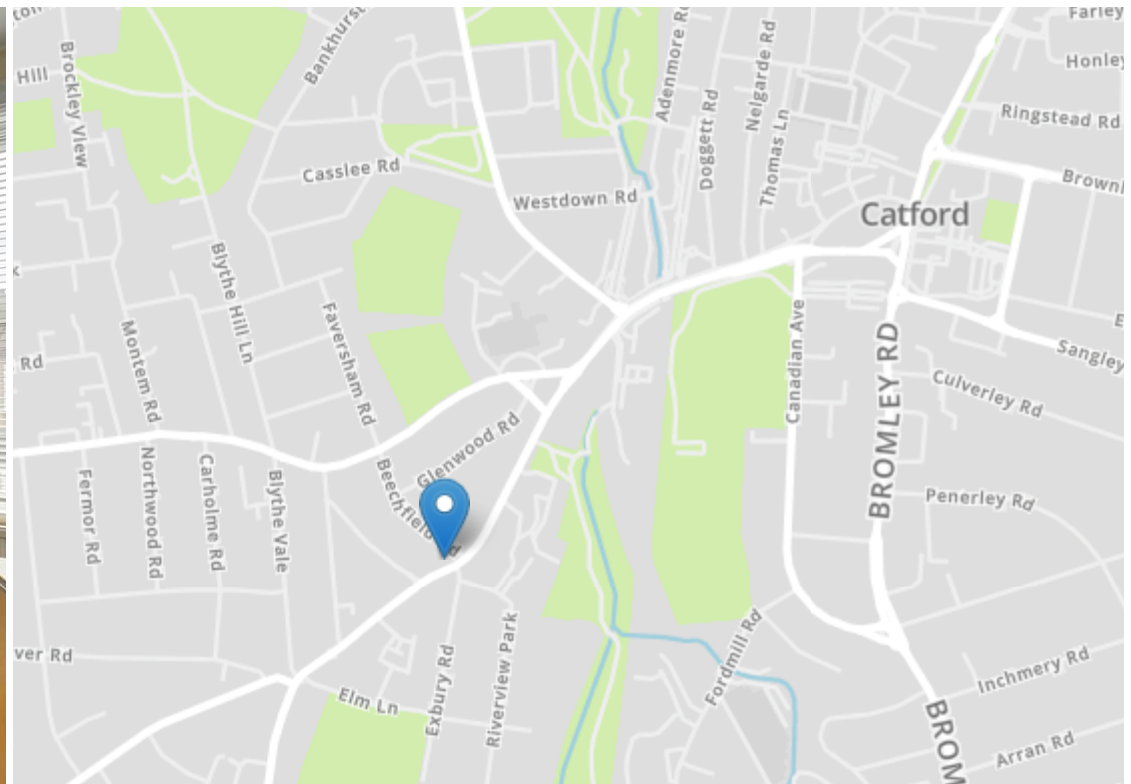 Farley
Hill
Brockley View
Bankhurst
Adenmore Rd
Doggett Rd
Nelgarde Rd
Thomas Ln
Honley
Ringstead Rd
Casslee Rd
Westdown Rd
Catford
Brownl
Blythe Hill Ln
Faversham Rd
Montem Rd
Rd
Canadian Ave
BROMLEY RD
Sangley
Culverley Rd
Glenwood Rd
Beechfield Rd
Fermor Rd
Northwood Rd
Carholme Rd
Blythe Vale
Penerley Rd
ver Rd
Elm Ln
Exbury Rd
Riverview Park
Fordmill Rd
Inchmery Rd
Arran Rd
BROM